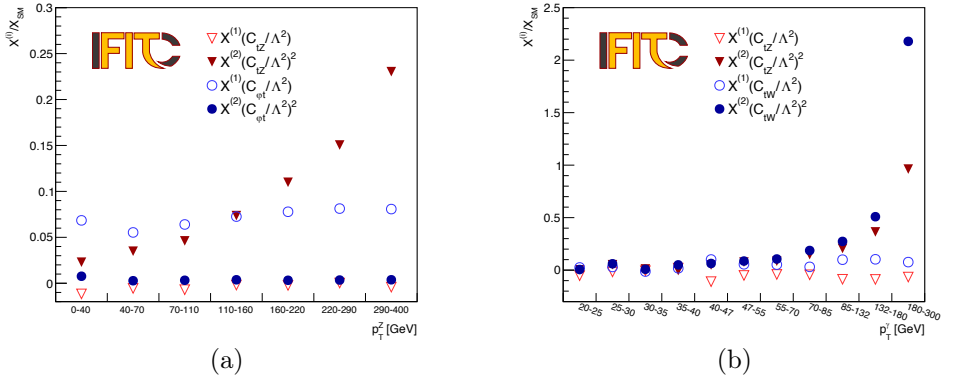 X^(i)/X_SM
0.3
0.25
0.2
0.15
0.1
0.05
0
IFIC
X^(1)(C_tZ/Λ^2)
X^(2)(C_tZ/Λ^2)^2
X^(1)(C_φt/Λ^2)
X^(2)(C_φt/Λ^2)^2
0-40
40-70
70-110
110-160
160-220
220-290
290-400
p_T^Z [GeV]
(a)
X^(i)/X_SM
2.5
2
1.5
1
0.5
0
IFIC
X^(1)(C_tZ/Λ^2)
X^(2)(C_tZ/Λ^2)^2
X^(1)(C_tW/Λ^2)
X^(2)(C_tW/Λ^2)^2
20-25
25-30
30-35
35-40
40-47
47-55
55-70
70-85
85-132
132-180
180-300
p_T^γ [GeV]
(b)